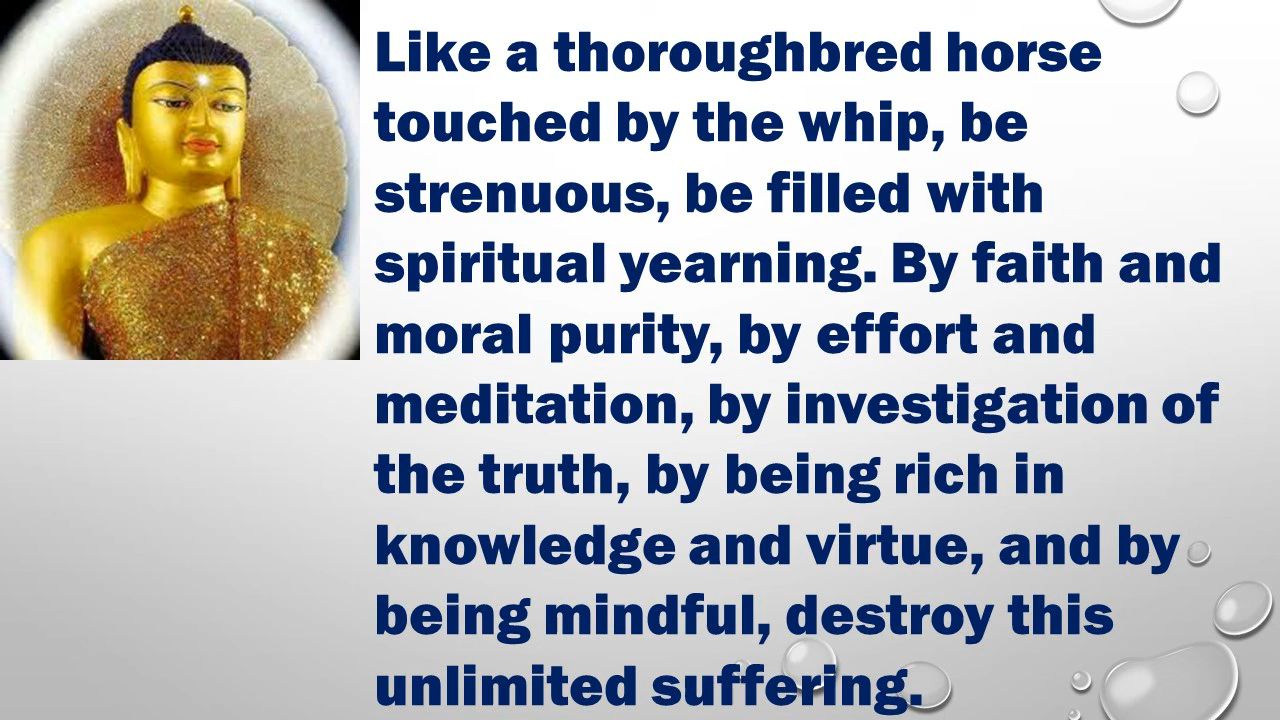 Like a thoroughbred horse
touched by the whip, be
strenuous, be filled with
spiritual yearning. By faith and
moral purity, by effort and
meditation, by investigation of
the truth, by being rich in
knowledge and virtue, and by
being mindful, destroy this
unlimited suffering.